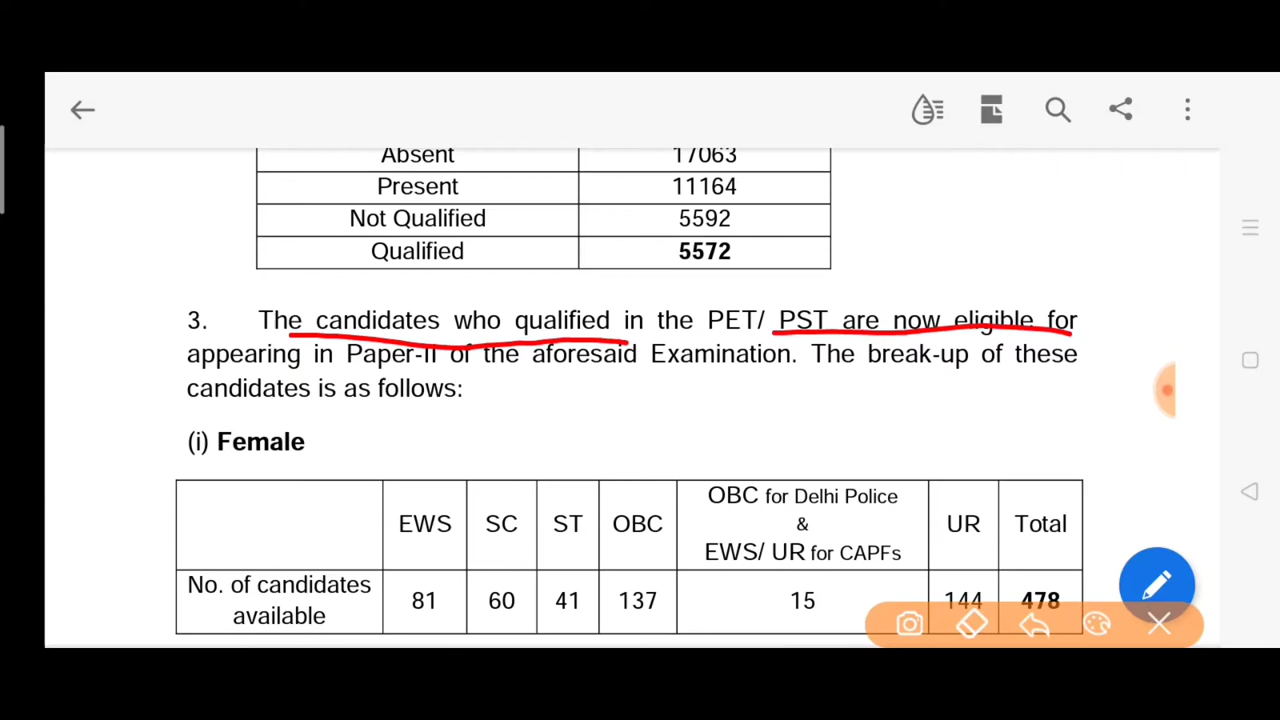 Absent 17063
Present 11164
Not Qualified 5592
Qualified 5572
3. The candidates who qualified in the PET/ PST are now eligible for
appearing in Paper-II of the aforesaid Examination. The break-up of these
candidates is as follows:
(i) Female
EWS SC ST OBC OBC for Delhi Police & EWS/ UR for CAPFs UR Total
No. of candidates available 81 60 41 137 15 144 478